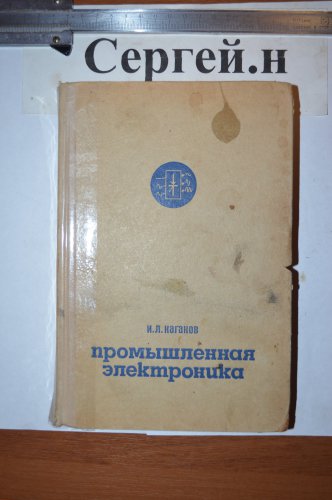 Сергей.н
И.Л.Каганов
промышленная
электроника